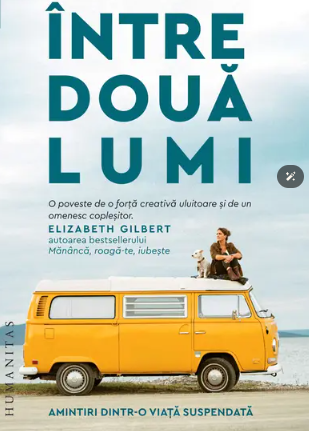 ÎNTRE
DOUĂ
LUMI
O poveste de o forță creativă uluitoare și de un
omenesc copleșitor.
ELIZABETH GILBERT
autoarea bestsellerului
Mănâncă, roagă-te, iubește
HUMANITAS
AMINTIRI DINTR-O VIAȚĂ SUSPENDATĂ